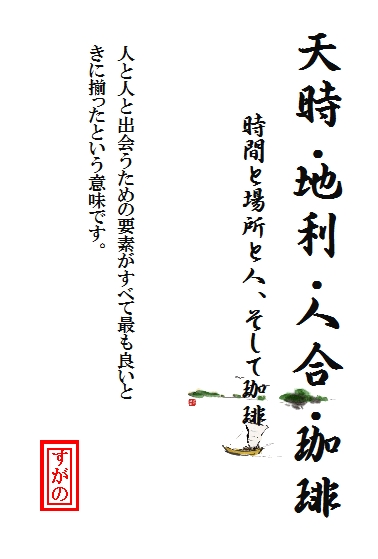 天時・地利・人合・珈琲
時間と場所と人、そして珈琲
人と人と出会うための要素がすべて最も良いと
きに揃ったという意味です。
すがの